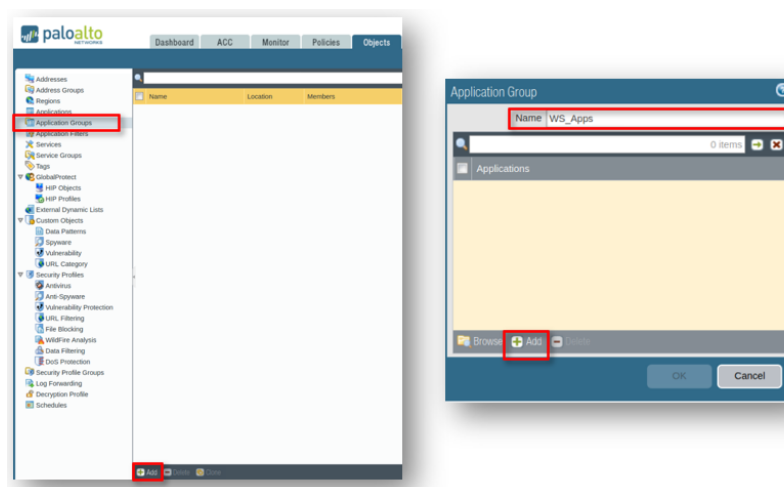 paloalto
NETWORKS
Dashboard ACC Monitor Policies Objects
Name Location Members
Addresses
Address Groups
Regions
Applications
Application Groups
Application Filters
Services
Service Groups
Tags
GlobalProtect
HIP Objects
HIP Profiles
External Dynamic Lists
Custom Objects
Data Patterns
Spyware
Vulnerability
URL Category
Security Profiles
Antivirus
Anti-Spyware
Vulnerability Protection
URL Filtering
File Blocking
WildFire Analysis
Data Filtering
DoS Protection
Security Profile Groups
Log Forwarding
Decryption Profile
Schedules
Add Delete Clone
Application Group
Name WS_Apps
0 items
Applications
Browse Add Delete
OK Cancel